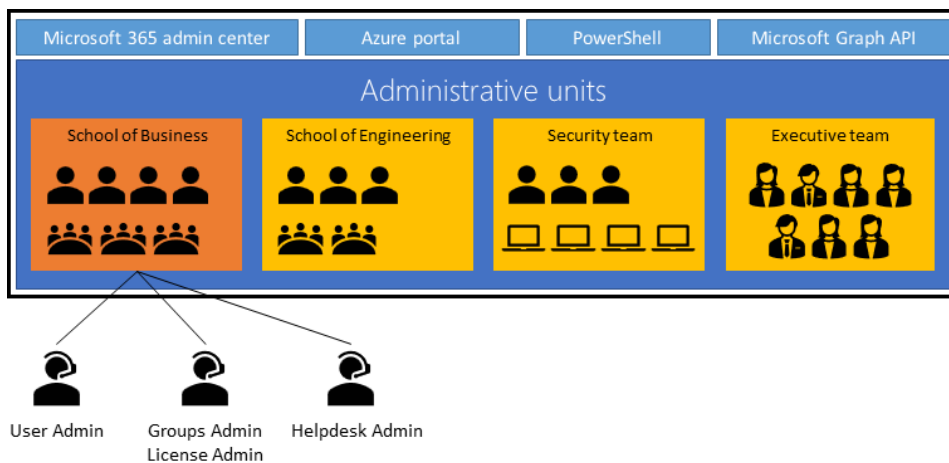 Microsoft 365 admin center
Azure portal
PowerShell
Microsoft Graph API
Administrative units
School of Business
School of Engineering
Security team
Executive team
User Admin
Groups Admin
License Admin
Helpdesk Admin